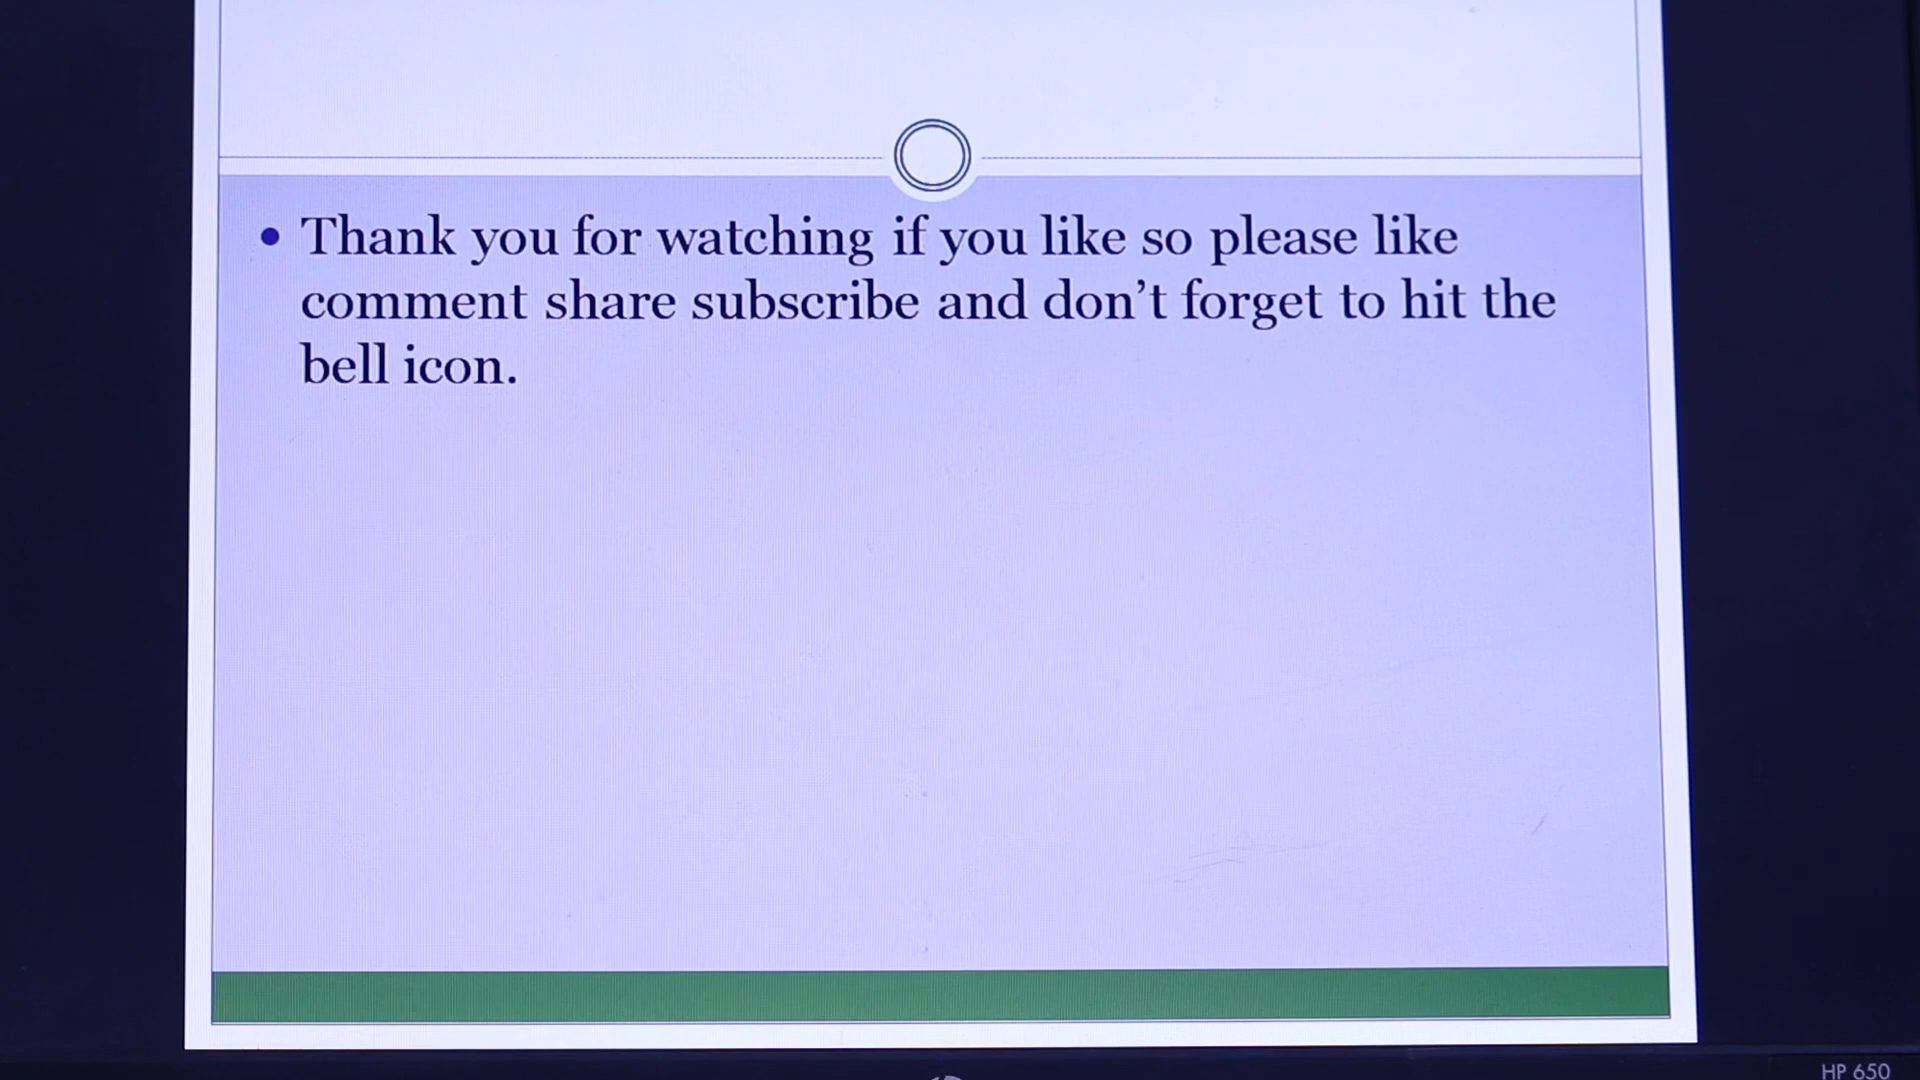 Thank you for watching if you like so please like
comment share subscribe and don't forget to hit the
bell icon.
HP 650